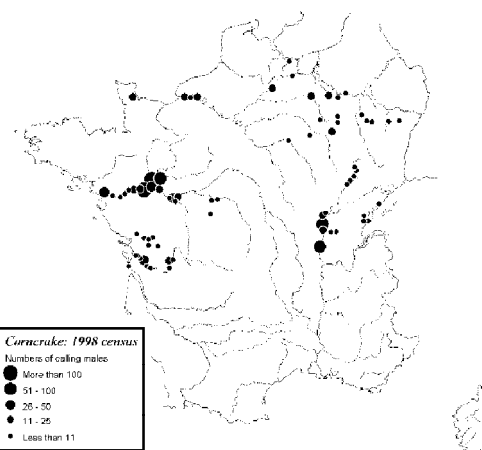 Corncrake: 1998 census
Numbers of calling males
More than 100
51 - 100
26 - 50
11 - 25
Less than 11